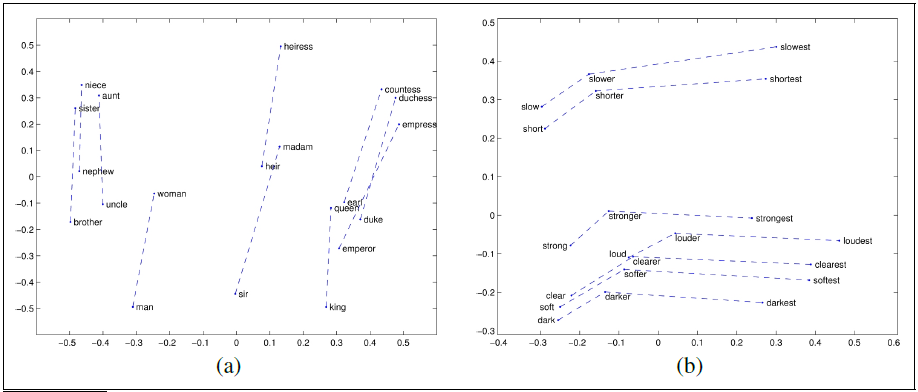 heiress
0.5
0.4
niece
countess
aunt
duchess
0.3
sister
empress
0.2
madam
0.1
heir
nephew
0
woman
−0.1
earl
uncle
queen
brother
duke
−0.2
emperor
−0.3
−0.4
sir
−0.5
man
king
−0.5 −0.4 −0.3 −0.2 −0.1 0 0.1 0.2 0.3 0.4 0.5 0.6
(a)
0.5
slowest
0.4
slower
shortest
shorter
0.3
slow
short
0.2
0.1
0
stronger
strongest
strong
louder
loudest
−0.1
loud
clearer
clearest
softer
softest
−0.2
clear
darker
soft
darkest
dark
−0.3
−0.4 −0.3 −0.2 −0.1 0 0.1 0.2 0.3 0.4 0.5 0.6
(b)